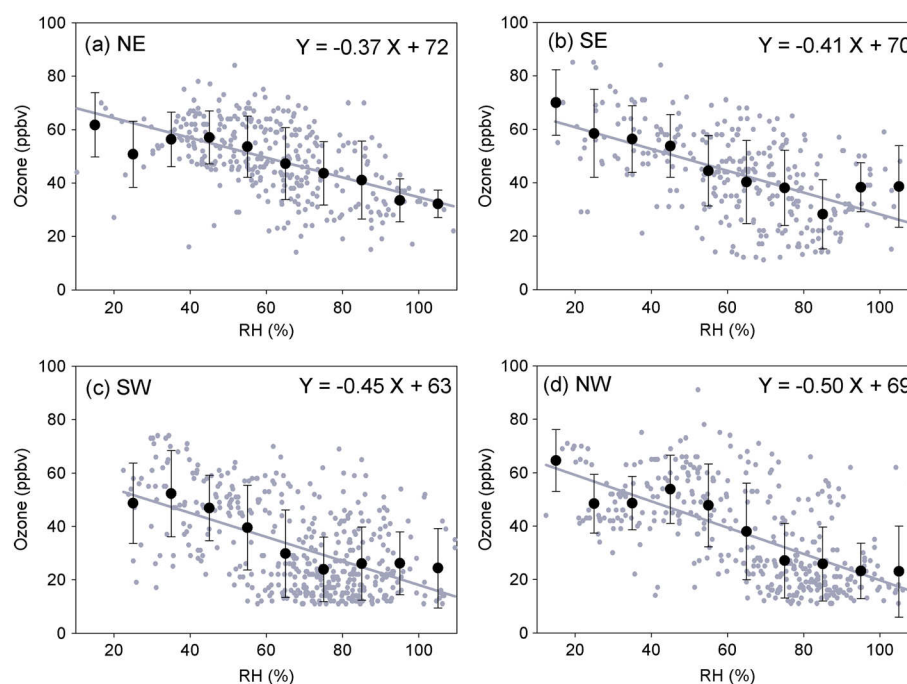 (a) NE
Y = -0.37 X + 72
Ozone (ppbv)
100
80
60
40
20
0
20 40 60 80 100
RH (%)
(b) SE
Y = -0.41 X + 70
Ozone (ppbv)
100
80
60
40
20
0
20 40 60 80 100
RH (%)
(c) SW
Y = -0.45 X + 63
Ozone (ppbv)
100
80
60
40
20
0
20 40 60 80 100
RH (%)
(d) NW
Y = -0.50 X + 69
Ozone (ppbv)
100
80
60
40
20
0
20 40 60 80 100
RH (%)